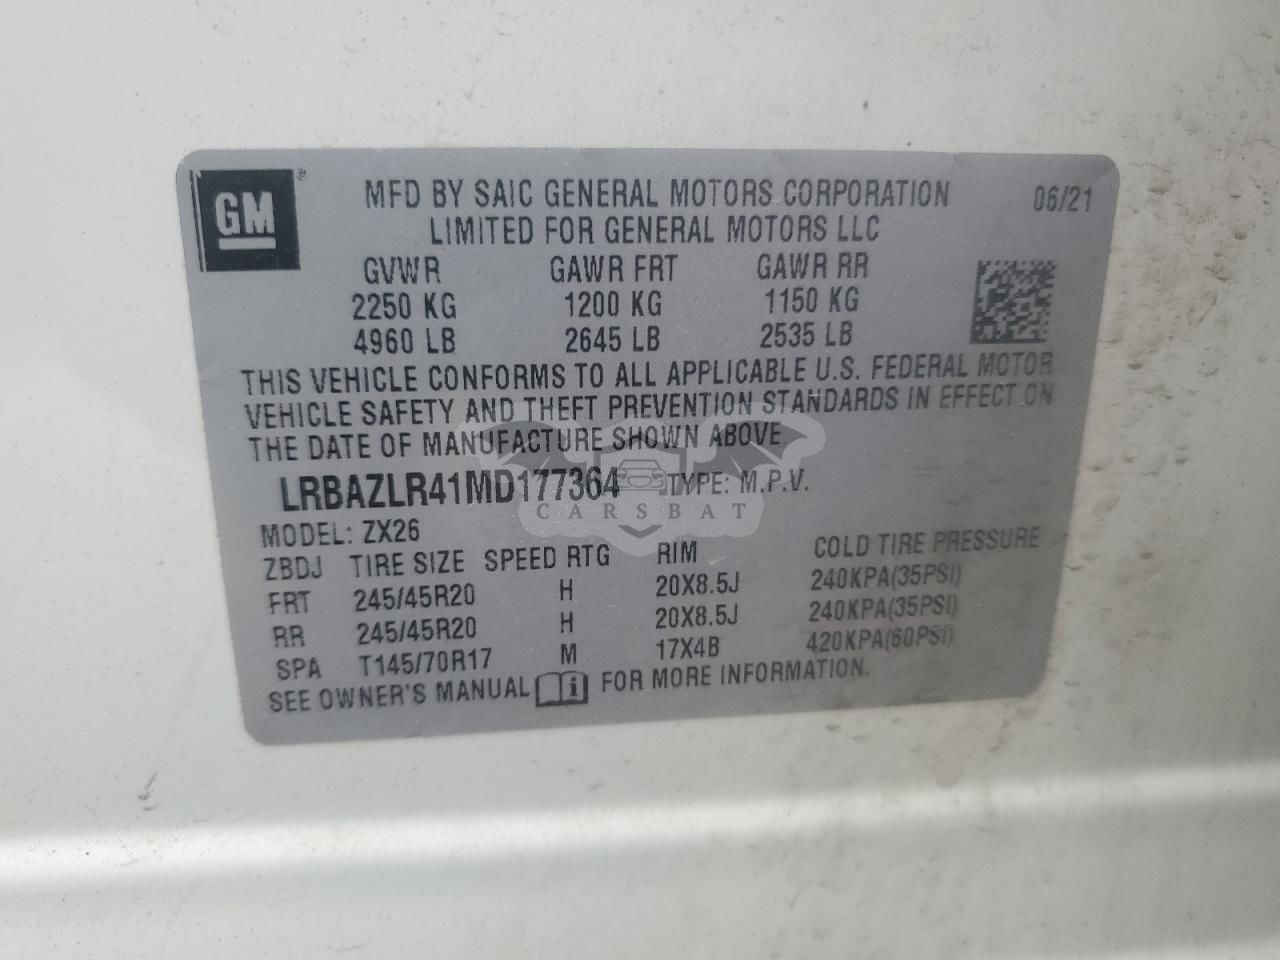 GM ®
MFD BY SAIC GENERAL MOTORS CORPORATION 06/21
LIMITED FOR GENERAL MOTORS LLC
GVWR GAWR FRT GAWR RR
2250 KG 1200 KG 1150 KG
4960 LB 2645 LB 2535 LB
THIS VEHICLE CONFORMS TO ALL APPLICABLE U.S. FEDERAL MOTOR
VEHICLE SAFETY AND THEFT PREVENTION STANDARDS IN EFFECT ON
THE DATE OF MANUFACTURE SHOWN ABOVE
LRBAZLR41MD177364 TYPE: M.P.V.
CARSBAT
MODEL: ZX26
ZBDJ TIRE SIZE SPEED RTG RIM COLD TIRE PRESSURE
FRT 245/45R20 H 20X8.5J 240KPA(35PSI)
RR 245/45R20 H 20X8.5J 240KPA(35PSI)
SPA T145/70R17 M 17X4B 420KPA(60PSI)
SEE OWNER'S MANUAL i FOR MORE INFORMATION.